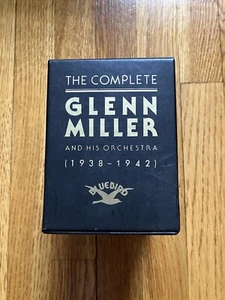 THE COMPLETE
GLENN
MILLER
AND HIS ORCHESTRA
(1938-1942)
BLUEBIRD